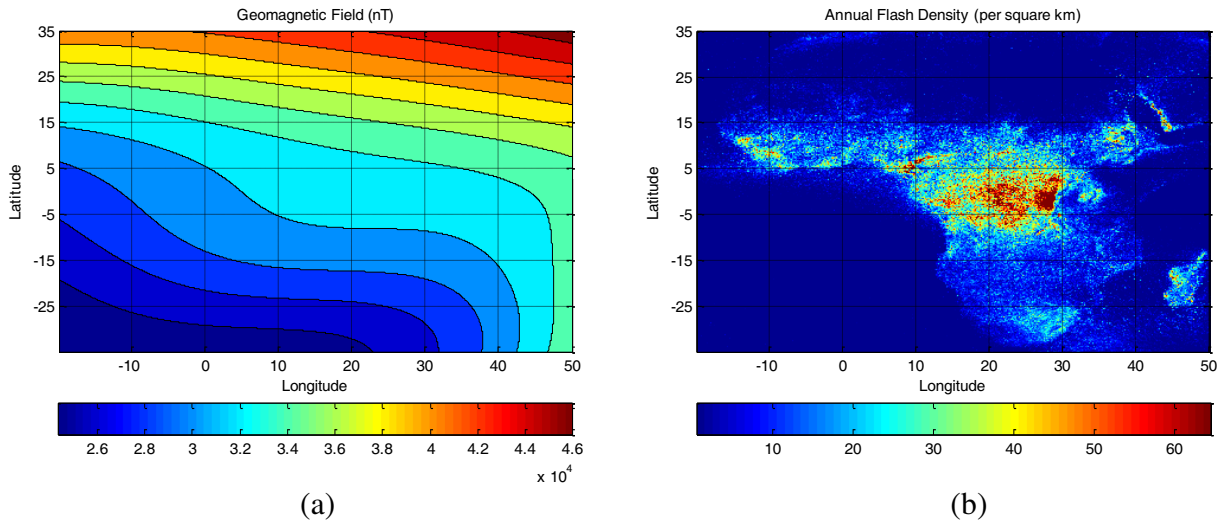 Geomagnetic Field (nT)
35
25
15
5
-5
-15
-25
Latitude
-10 0 10 20 30 40 50
Longitude
2.6 2.8 3 3.2 3.4 3.6 3.8 4 4.2 4.4 4.6
x 10^4
(a)
Annual Flash Density (per square km)
35
25
15
5
-5
-15
-25
Latitude
-10 0 10 20 30 40 50
Longitude
10 20 30 40 50 60
(b)